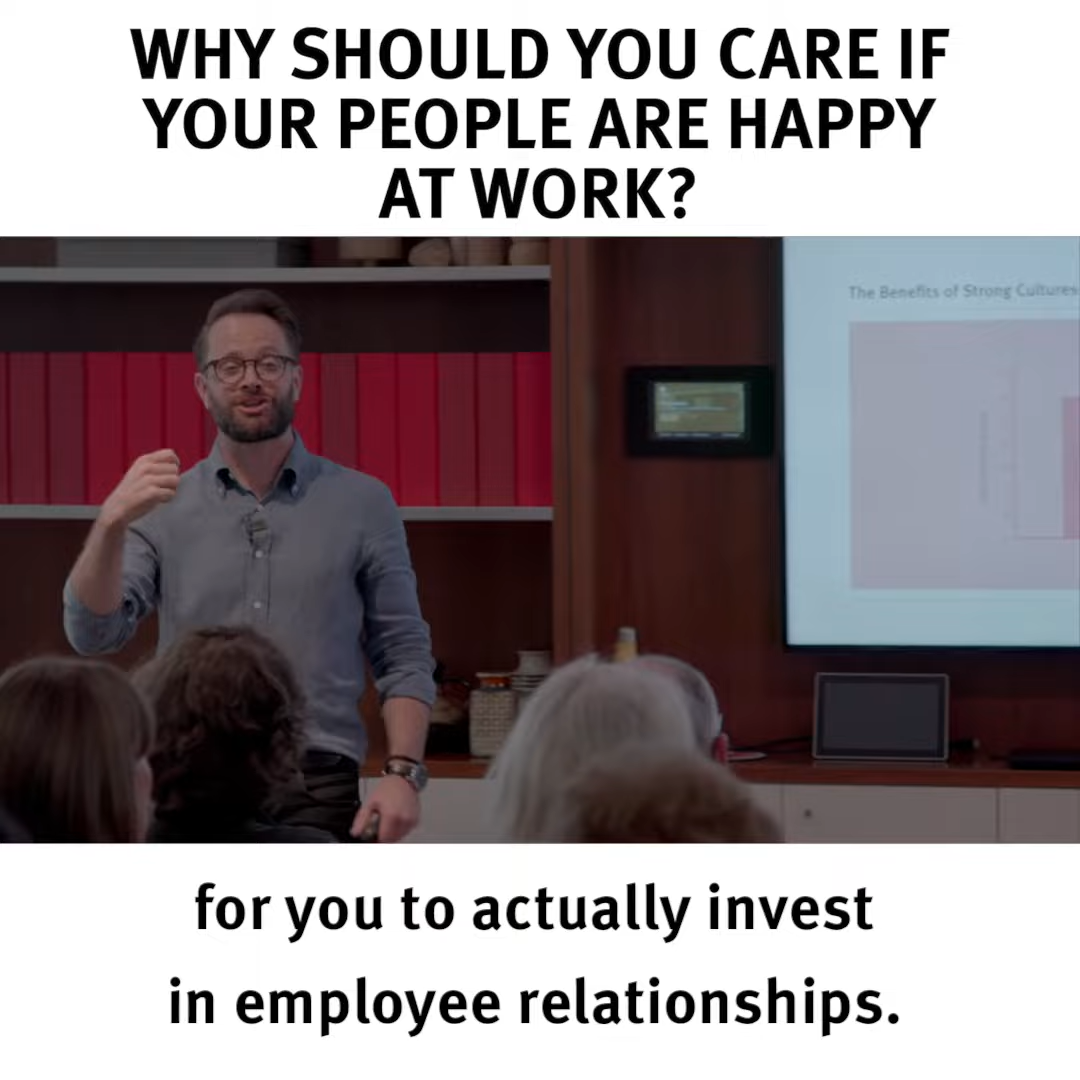 WHY SHOULD YOU CARE IF
YOUR PEOPLE ARE HAPPY
AT WORK?
The Benefits of Strong Cultures
for you to actually invest
in employee relationships.